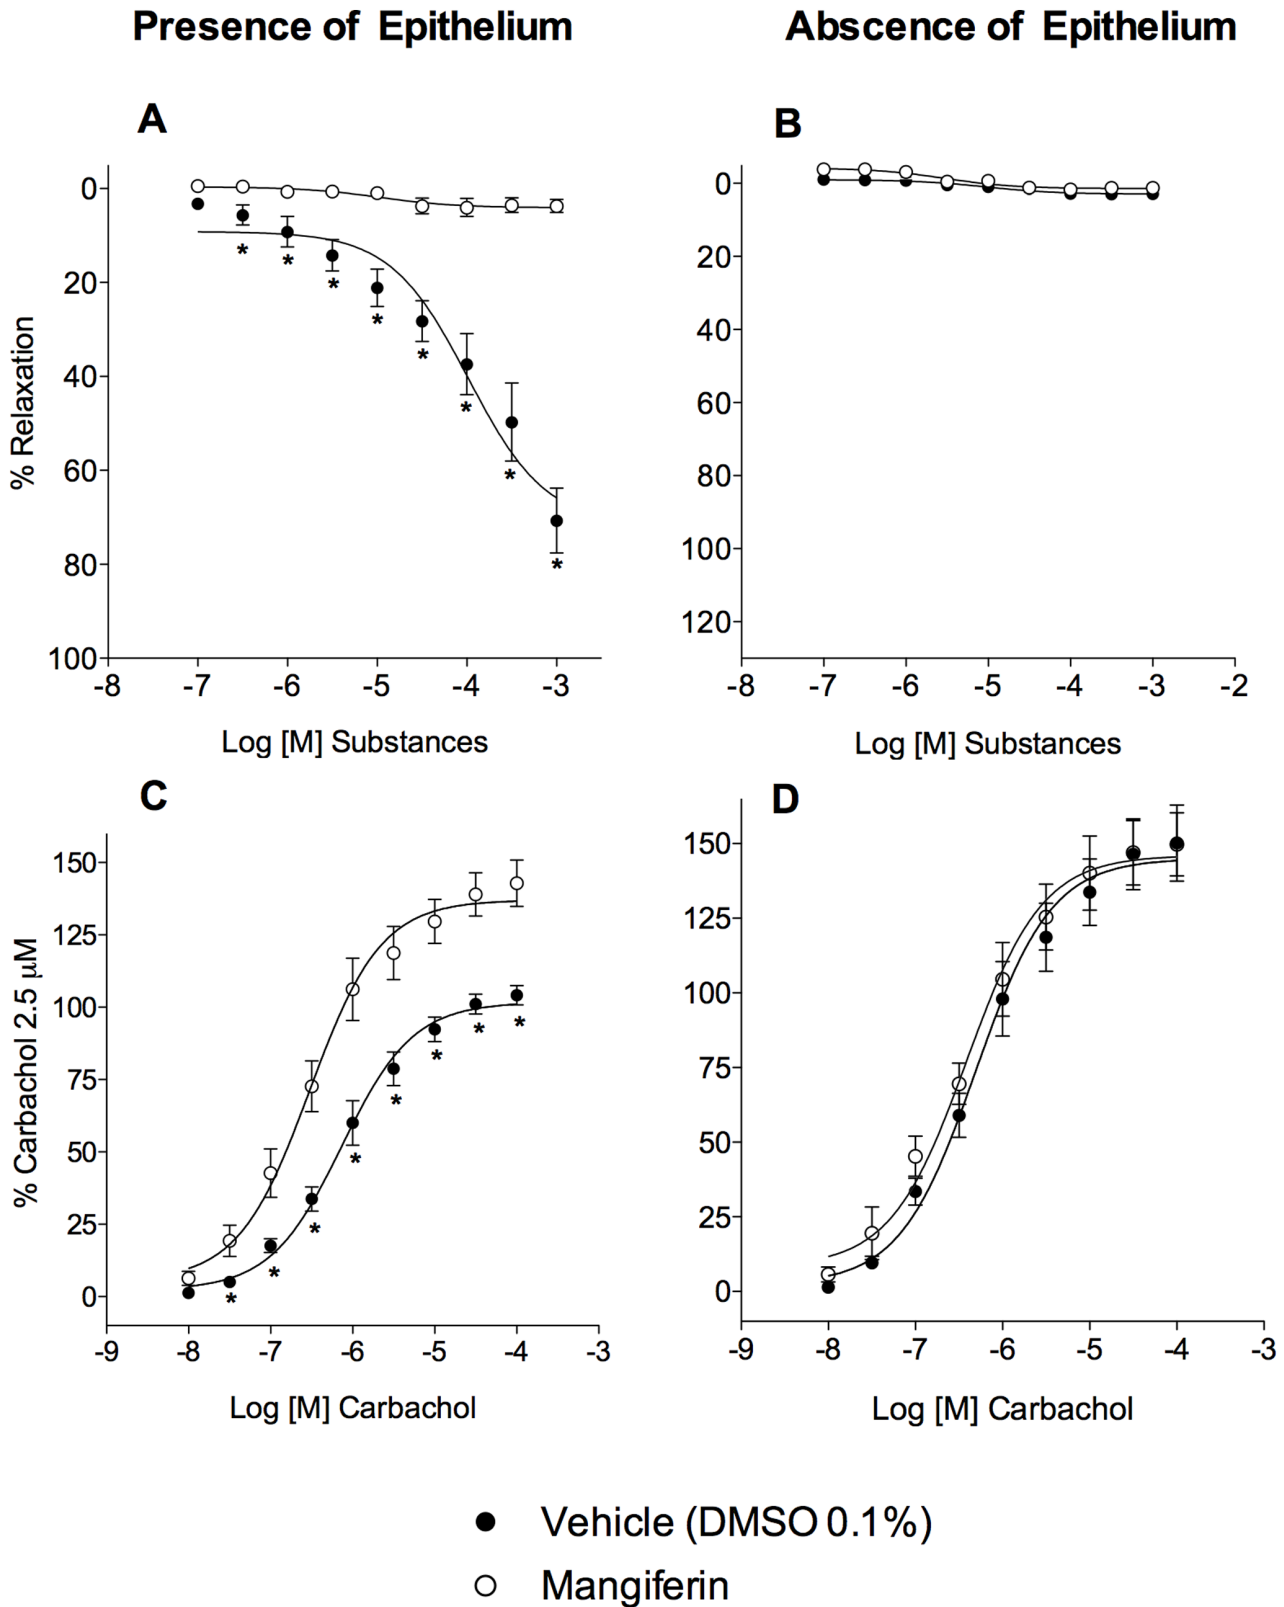 Presence of Epithelium
Abscence of Epithelium
A
0
20
40
60
80
100
% Relaxation
-8 -7 -6 -5 -4 -3
Log [M] Substances
* * * * * * * *
B
0
20
40
60
80
100
120
-8 -7 -6 -5 -4 -3 -2
Log [M] Substances
C
150
125
100
75
50
25
0
% Carbachol 2.5 µM
-9 -8 -7 -6 -5 -4 -3
Log [M] Carbachol
* * * * * * * *
D
150
125
100
75
50
25
0
-9 -8 -7 -6 -5 -4 -3
Log [M] Carbachol
Vehicle (DMSO 0.1%)
Mangiferin